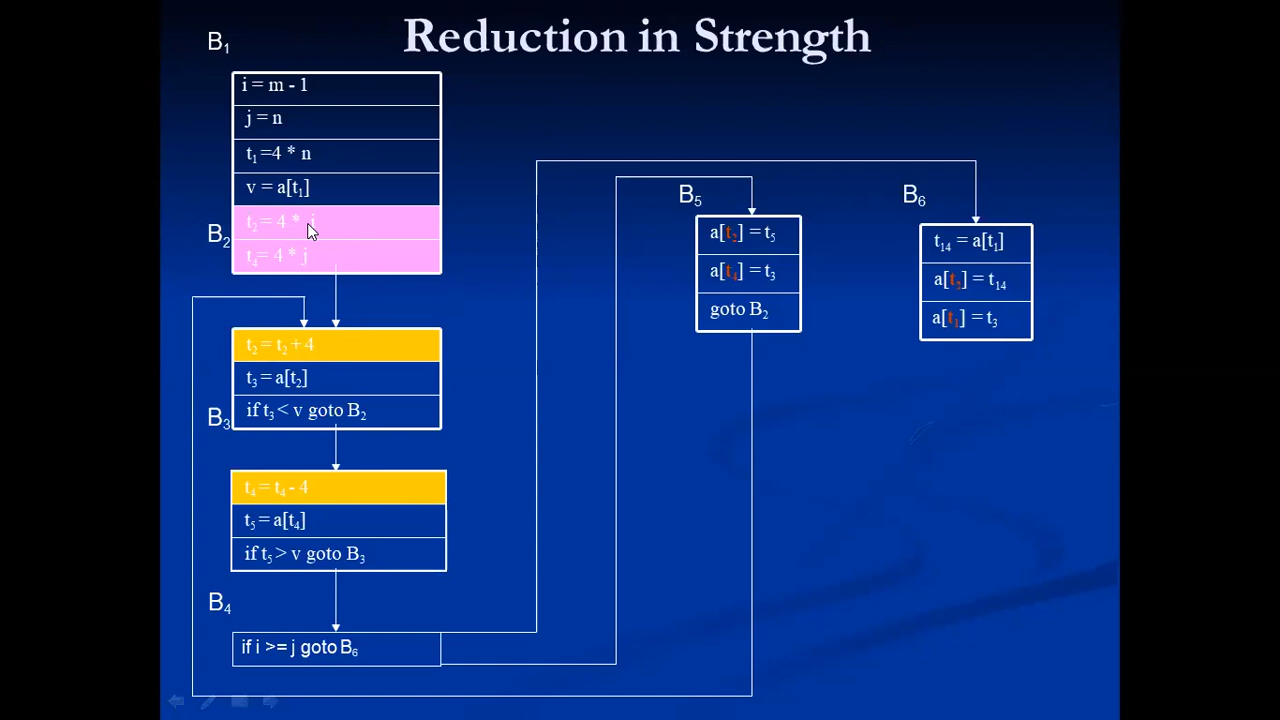 Reduction in Strength
B₁
i = m - 1
j = n
t₁ =4 * n
v = a[t₁]
t₂ = 4 * i
t₄ = 4 * j
B₂
t₂ = t₂ + 4
t₃ = a[t₂]
if t₃ < v goto B₂
B₃
t₄ = t₄ - 4
t₅ = a[t₄]
if t₅ > v goto B₃
B₄
if i >= j goto B₆
B₅
a[t₂] = t₅
a[t₄] = t₃
goto B₂
B₆
t₁₄ = a[t₁]
a[t₂] = t₁₄
a[t₁] = t₃